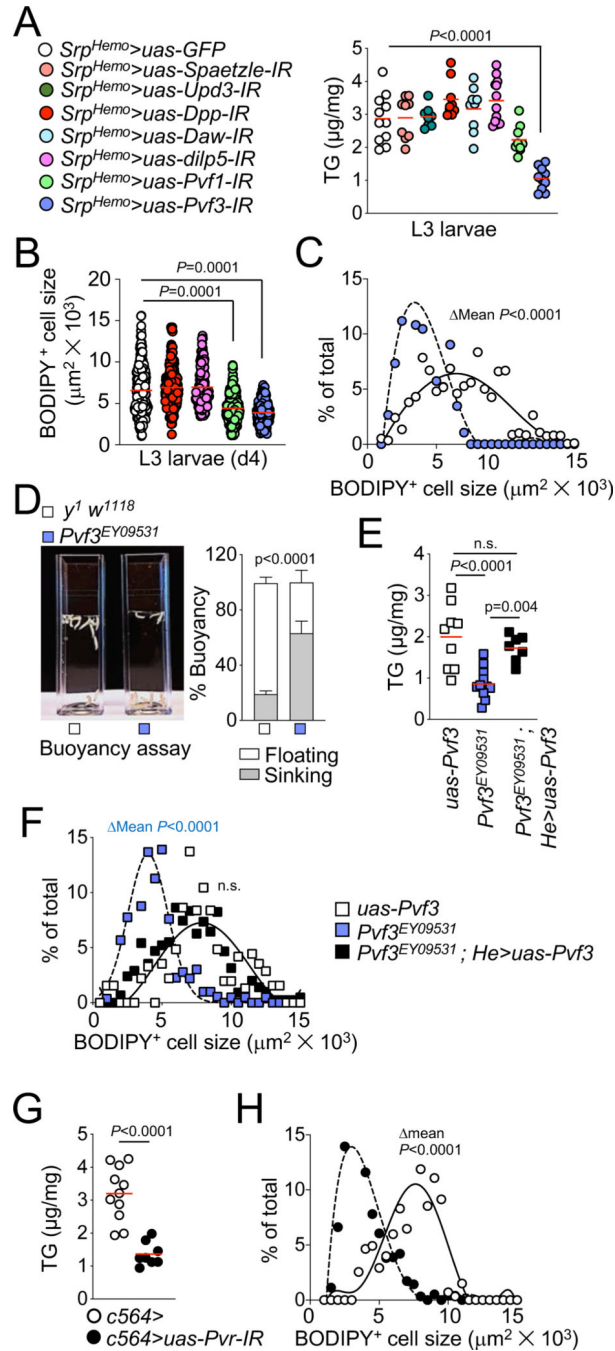 A
Srp^Hemo>uas-GFP
Srp^Hemo>uas-Spaetzle-IR
Srp^Hemo>uas-Upd3-IR
Srp^Hemo>uas-Dpp-IR
Srp^Hemo>uas-Daw-IR
Srp^Hemo>uas-dilp5-IR
Srp^Hemo>uas-Pvf1-IR
Srp^Hemo>uas-Pvf3-IR
P<0.0001
TG (µg/mg)
5
4
3
2
1
0
L3 larvae
B
P=0.0001
P=0.0001
BODIPY⁺ cell size
(µm² × 10³)
20
15
10
5
0
L3 larvae (d4)
C
ΔMean P<0.0001
% of total
15
10
5
0
0 5 10 15
BODIPY⁺ cell size (µm² × 10³)
D
y¹ w¹¹¹⁸
Pvf3^EY09531
Buoyancy assay
p<0.0001
% Buoyancy
120
80
40
0
Floating
Sinking
E
n.s.
P<0.0001
p=0.004
TG (µg/mg)
4
3
2
1
0
uas-Pvf3
Pvf3^EY09531
Pvf3^EY09531 ;
He>uas-Pvf3
F
ΔMean P<0.0001
n.s.
% of total
15
10
5
0
0 5 10 15
BODIPY⁺ cell size (µm² × 10³)
uas-Pvf3
Pvf3^EY09531
Pvf3^EY09531 ; He>uas-Pvf3
G
P<0.0001
TG (µg/mg)
5
4
3
2
1
0
c564>
c564>uas-Pvr-IR
H
Δmean
P<0.0001
% of total
15
10
5
0
0 5 10 15
BODIPY⁺ cell size (µm² × 10³)